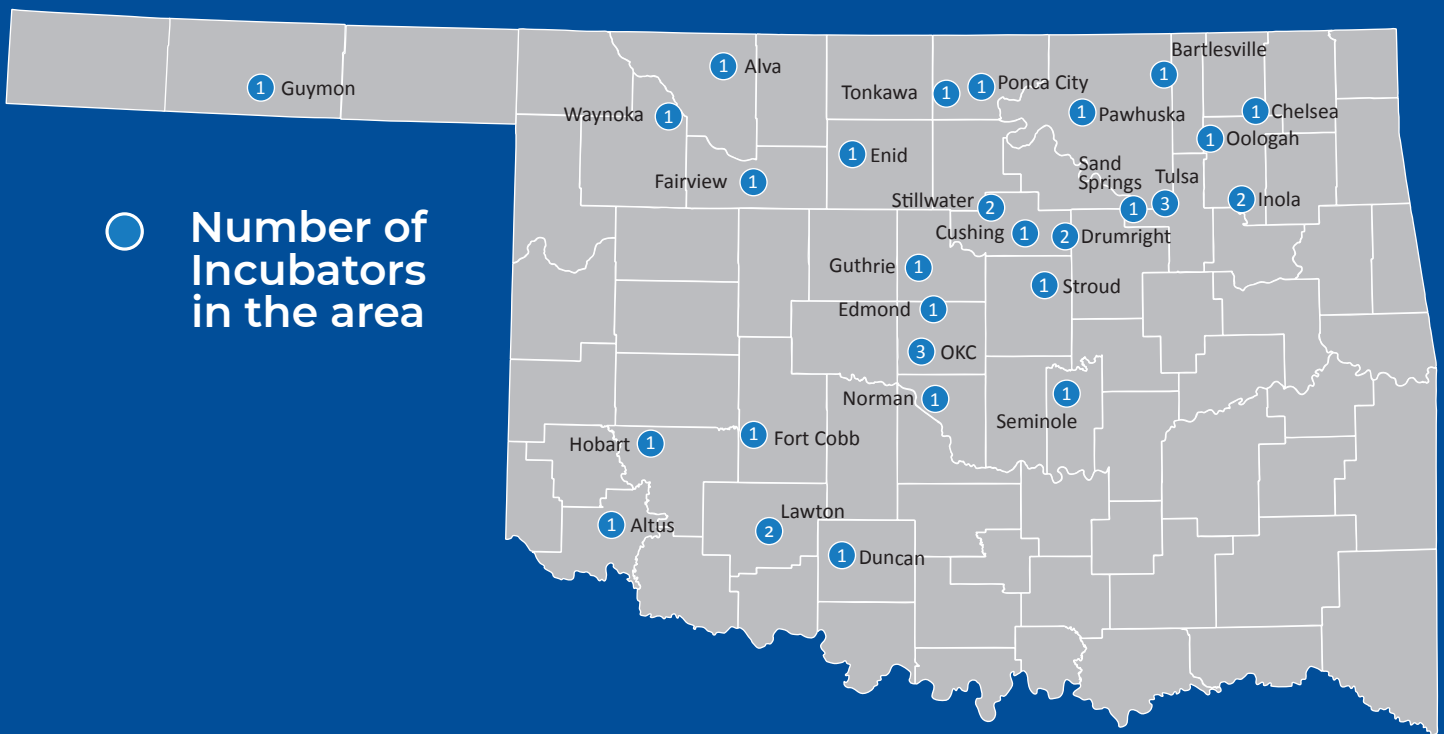 Bartlesville
1
1 Alva
1 Guymon
Tonkawa 1
1 Ponca City
1 Pawhuska
1 Chelsea
Waynoka 1
1 Oologah
1 Enid
Fairview 1
Sand
Springs
1
Tulsa
3
2 Inola
Stillwater
2
Cushing 1
2 Drumright
Number of
Incubators
in the area
Guthrie 1
1 Stroud
Edmond 1
3 OKC
Norman 1
1
Seminole
Hobart 1
1 Fort Cobb
1 Altus
Lawton
2
1 Duncan